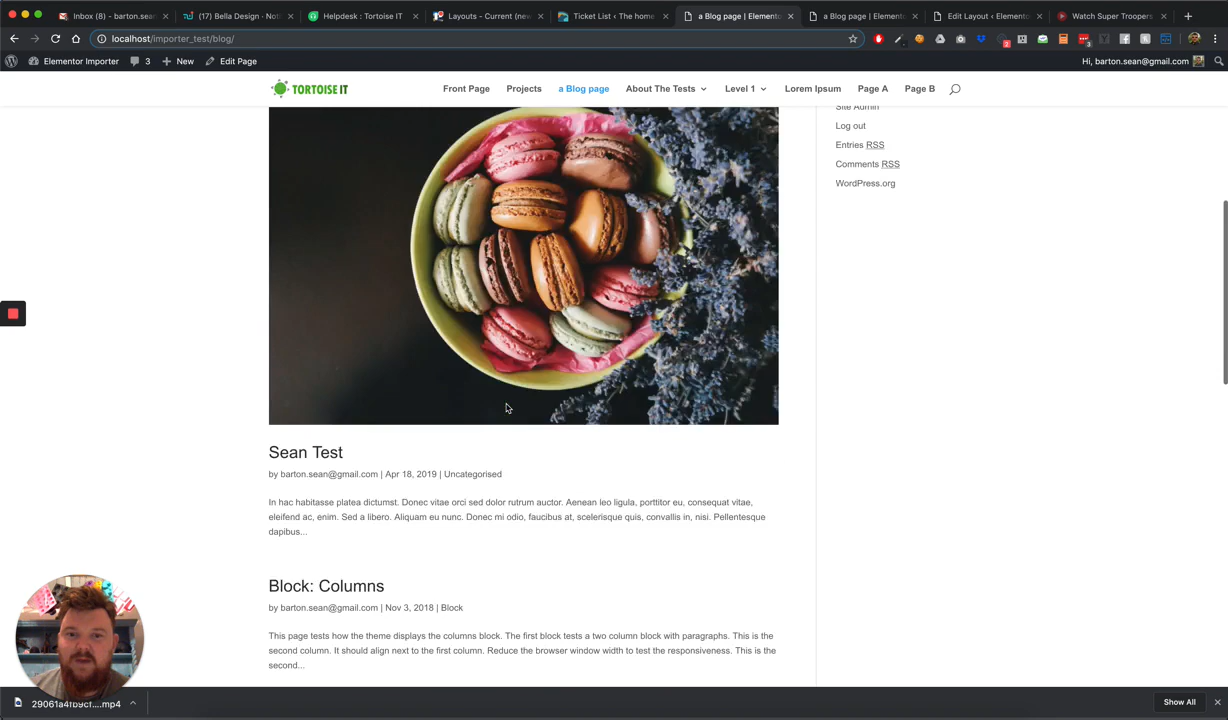 Inbox (8) - barton.sean
(17) Bella Design - Not
Helpdesk : Tortoise IT
Layouts - Current (new
Ticket List ‹ The home
a Blog page | Elemento
a Blog page | Elemento
Edit Layout ‹ Elemento
Watch Super Troopers
localhost/importer_test/blog/
Elementor Importer
3
New
Edit Page
Hi, barton.sean@gmail.com
TORTOISE IT
Front Page
Projects
a Blog page
About The Tests
Level 1
Lorem Ipsum
Page A
Page B
Site Admin
Log out
Entries RSS
Comments RSS
WordPress.org
Sean Test
by barton.sean@gmail.com | Apr 18, 2019 | Uncategorised
In hac habitasse platea dictumst. Donec vitae orci sed dolor rutrum auctor. Aenean leo ligula, porttitor eu, consequat vitae,
eleifend ac, enim. Sed a libero. Aliquam eu nunc. Donec mi odio, faucibus at, scelerisque quis, convallis in, nisi. Pellentesque
dapibus...
Block: Columns
by barton.sean@gmail.com | Nov 3, 2018 | Block
This page tests how the theme displays the columns block. The first block tests a two column block with paragraphs. This is the
second column. It should align next to the first column. Reduce the browser window width to test the responsiveness. This is the
second...
29061a4fb9cf....mp4
Show All